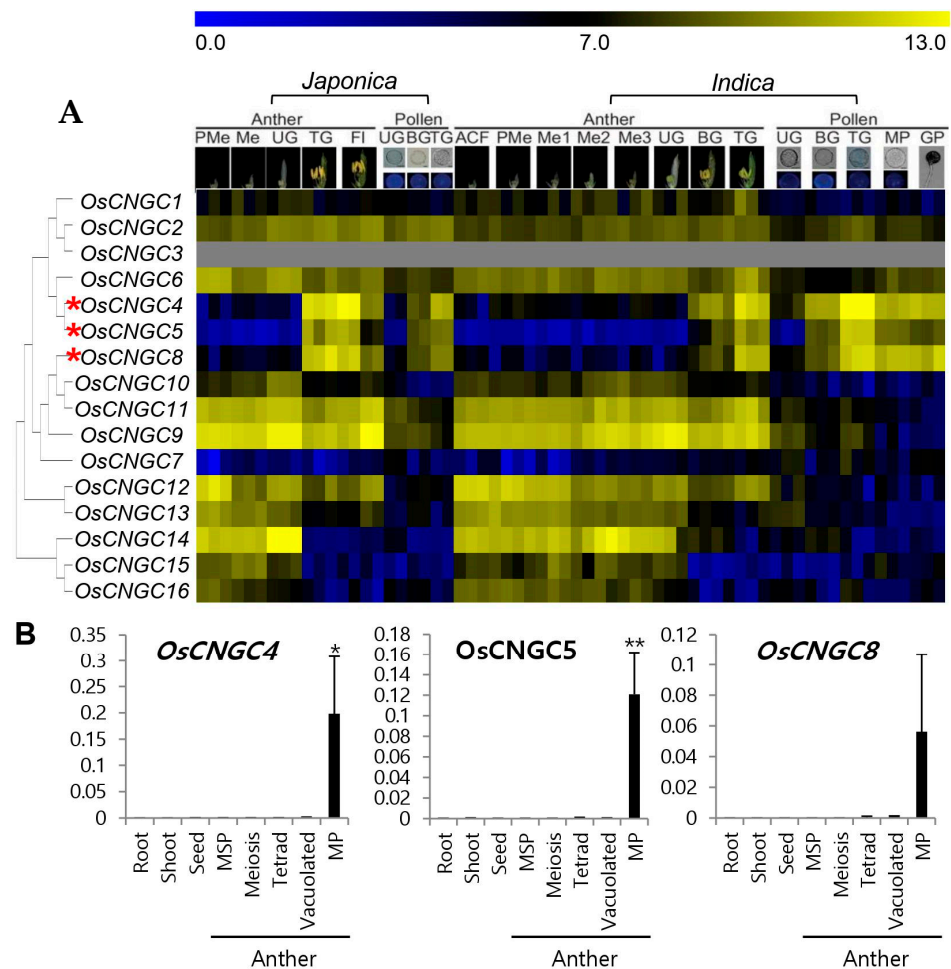 0.0 7.0 13.0
A
Japonica Indica
Anther Pollen Anther Pollen
PMe Me UG TG Fl UG BG TG ACF PMe Me1 Me2 Me3 UG BG TG UG BG TG MP GP
OsCNGC1
OsCNGC2
OsCNGC3
OsCNGC6
*OsCNGC4
*OsCNGC5
*OsCNGC8
OsCNGC10
OsCNGC11
OsCNGC9
OsCNGC7
OsCNGC12
OsCNGC13
OsCNGC14
OsCNGC15
OsCNGC16
B
OsCNGC4
*
0.35
0.3
0.25
0.2
0.15
0.1
0.05
0
Root
Shoot
Seed
MSP
Meiosis
Tetrad
Vacuolated
MP
Anther
OsCNGC5
**
0.18
0.16
0.14
0.12
0.1
0.08
0.06
0.04
0.02
0
Root
Shoot
Seed
MSP
Meiosis
Tetrad
Vacuolated
MP
Anther
OsCNGC8
0.12
0.1
0.08
0.06
0.04
0.02
0
Root
Shoot
Seed
MSP
Meiosis
Tetrad
Vacuolated
MP
Anther